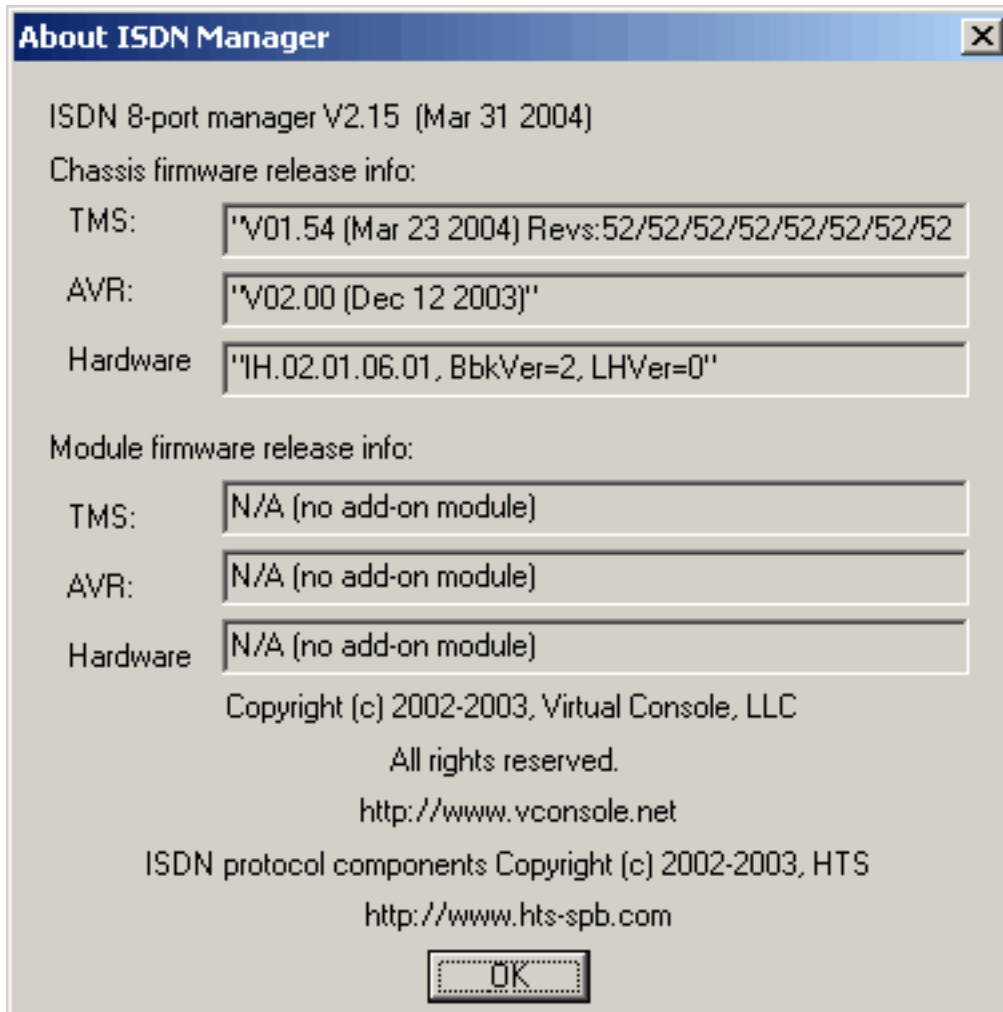 About ISDN Manager
ISDN 8-port manager V2.15 (Mar 31 2004)
Chassis firmware release info:
TMS: "V01.54 (Mar 23 2004) Revs:52/52/52/52/52/52/52/52
AVR: "V02.00 (Dec 12 2003)"
Hardware "IH.02.01.06.01, BbkVer=2, LHVer=0"
Module firmware release info:
TMS: N/A (no add-on module)
AVR: N/A (no add-on module)
Hardware N/A (no add-on module)
Copyright (c) 2002-2003, Virtual Console, LLC
All rights reserved.
http://www.vconsole.net
ISDN protocol components Copyright (c) 2002-2003, HTS
http://www.hts-spb.com
OK